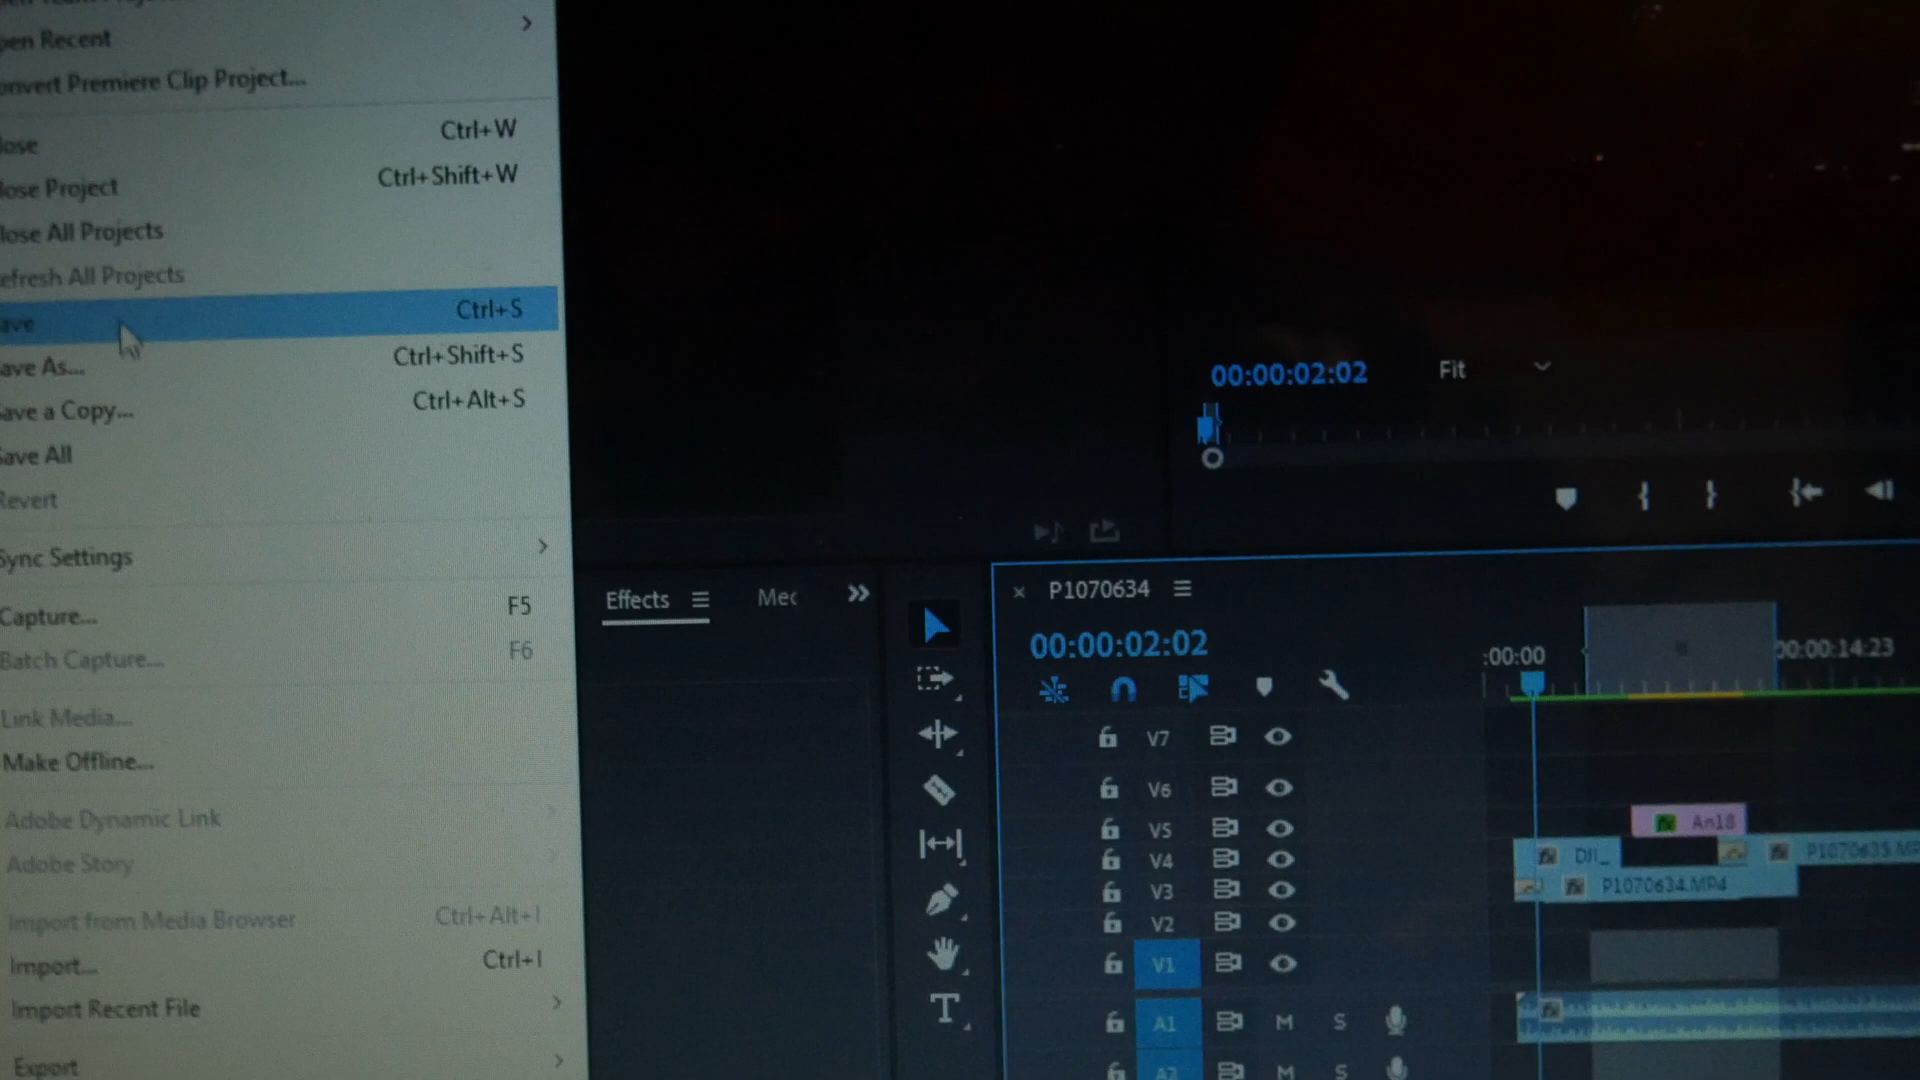 pen Recent
onvert Premiere Clip Project...
lose Ctrl+W
lose Project Ctrl+Shift+W
lose All Projects
efresh All Projects
ave Ctrl+S
ave As... Ctrl+Shift+S
ave a Copy... Ctrl+Alt+S
Save All
Revert
Sync Settings
Capture... F5
Batch Capture... F6
Link Media...
Make Offline...
Adobe Dynamic Link
Adobe Story
Import from Media Browser Ctrl+Alt+I
Import... Ctrl+I
Import Recent File
Export
00:00:02:02 Fit
Effects
P1070634
00:00:02:02
:00:00 00:00:14:23
V7
V6
V5
V4
V3
V2
V1
A1 M S
A2 M S
DJI_
P1070635.MP
P1070634.MP4